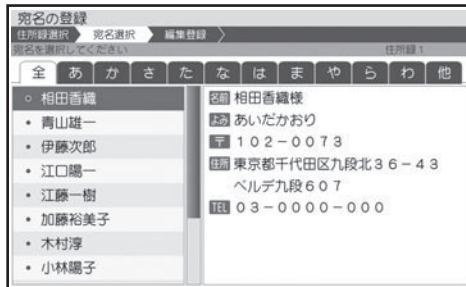 宛名の登録
住所録選択 宛名選択 編集登録
宛名を選択してください 住所録1
全 あ か さ た な は ま や ら わ 他
相田香織
青山雄一
伊藤次郎
江口陽一
江藤一樹
加藤裕美子
木村淳
小林陽子
名前 相田香織様
よみ あいだかおり
〒 102-0073
住所 東京都千代田区九段北36-43
ベルデ九段607
TEL 03-0000-000